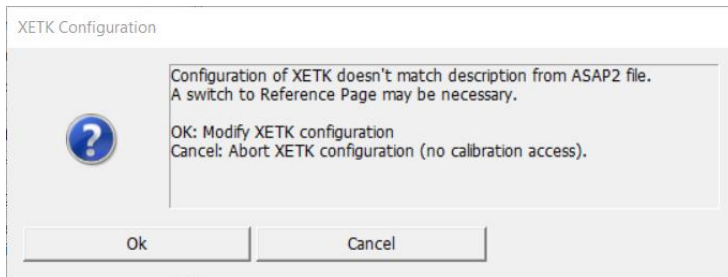 XETK Configuration
Configuration of XETK doesn't match description from ASAP2 file.
A switch to Reference Page may be necessary.
OK: Modify XETK configuration
Cancel: Abort XETK configuration (no calibration access).
Ok
Cancel